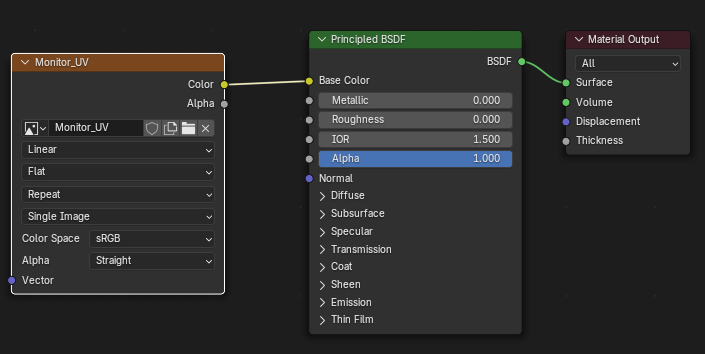 Monitor_UV
Color
Alpha
Monitor_UV
Linear
Flat
Repeat
Single Image
Color Space sRGB
Alpha Straight
Vector
Principled BSDF
BSDF
Base Color
Metallic 0.000
Roughness 0.000
IOR 1.500
Alpha 1.000
Normal
Diffuse
Subsurface
Specular
Transmission
Coat
Sheen
Emission
Thin Film
Material Output
All
Surface
Volume
Displacement
Thickness